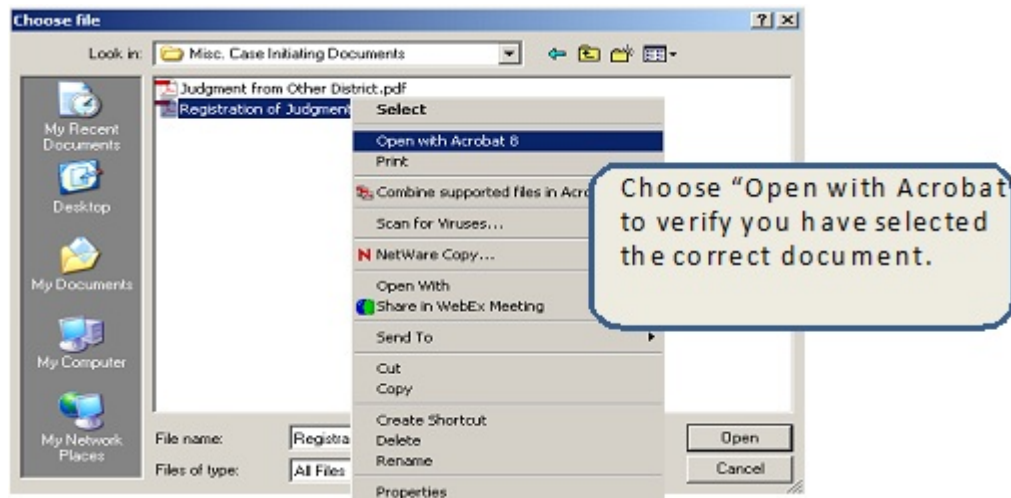 Choose file
Look in: Misc. Case Initiating Documents
Judgment from Other District.pdf
Registration of Judgment
My Recent
Documents
Desktop
My Documents
My Computer
My Network
Places
Select
Open with Acrobat 8
Print
Combine supported files in Acro
Scan for Viruses...
N NetWare Copy...
Open With
Share in WebEx Meeting
Send To
Cut
Copy
Create Shortcut
Delete
Rename
Properties
Choose “Open with Acrobat
to verify you have selected
the correct document.
File name: Registra
Open
Files of type: All Files
Cancel